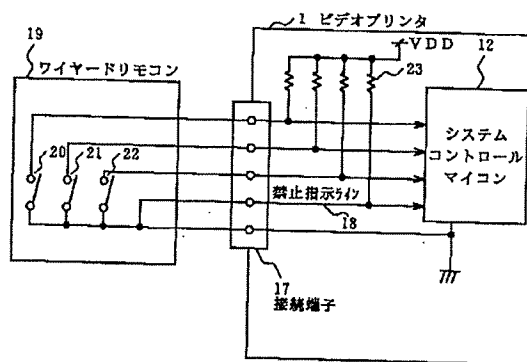 19
ワイヤードリモコン
20
21
22
1 ビデオプリンタ
VDD
23
12
システム
コントロール
マイコン
禁止指示ライン
18
17
接続端子